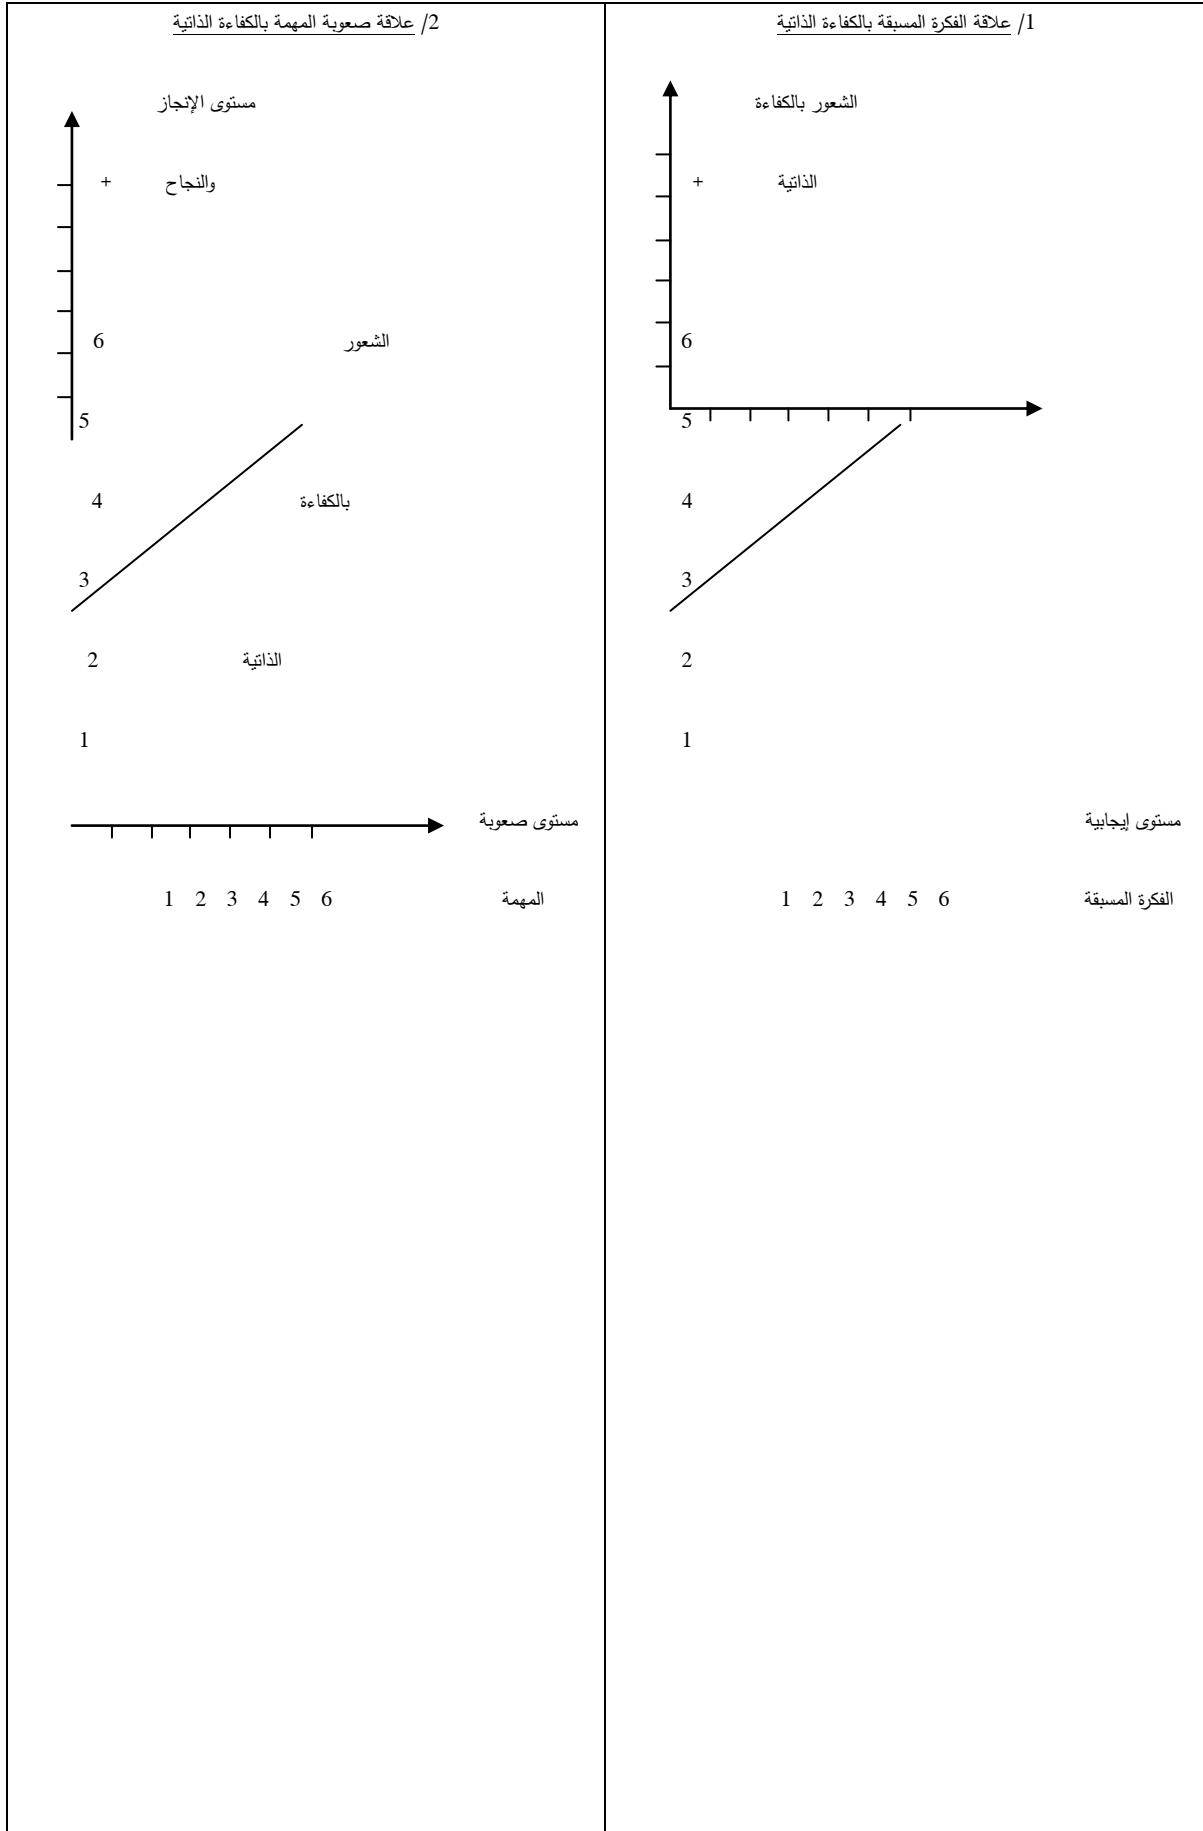 1/ علاقة الفكرة المسبقة بالكفاءة الذاتية
الشعور بالكفاءة
الذاتية +
6
5
4
3
2
1
مستوى إيجابية
1 2 3 4 5 6 الفكرة المسبقة
2/ علاقة صعوبة المهمة بالكفاءة الذاتية
مستوى الإنجاز
+ والنجاح
6 الشعور
5
4 بالكفاءة
3
2 الذاتية
1
مستوى صعوبة
1 2 3 4 5 6 المهمة